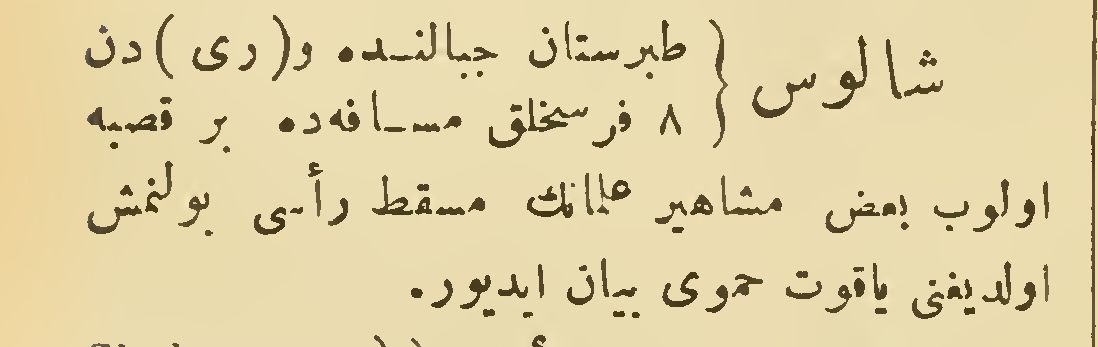 شالوس { طبرستان جبالنده و(ری)دن
٨ فرسخلق مسافه‌ده بر قصبه
اولوب بعض مشاهیر علمانك مسقط رأسی بولنمش
اولدیغنی یاقوت حموی بیان ایدیور.